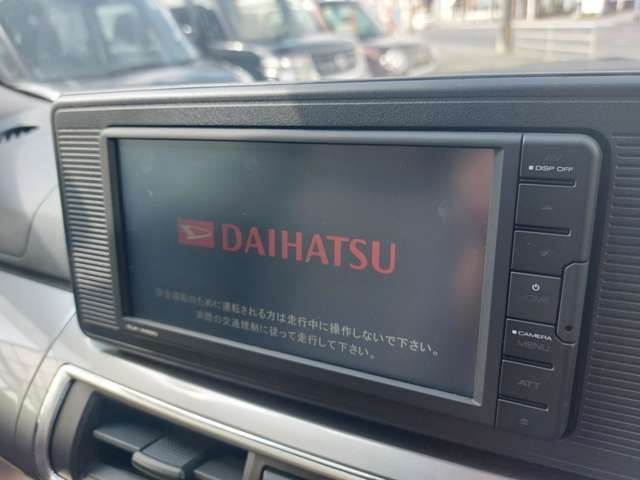 DISP OFF
DAIHATSU
安全運転のために運転される方は走行中に操作しないで下さい。
実際の交通規制に従って走行して下さい。
CAMERA
MENU
ATT